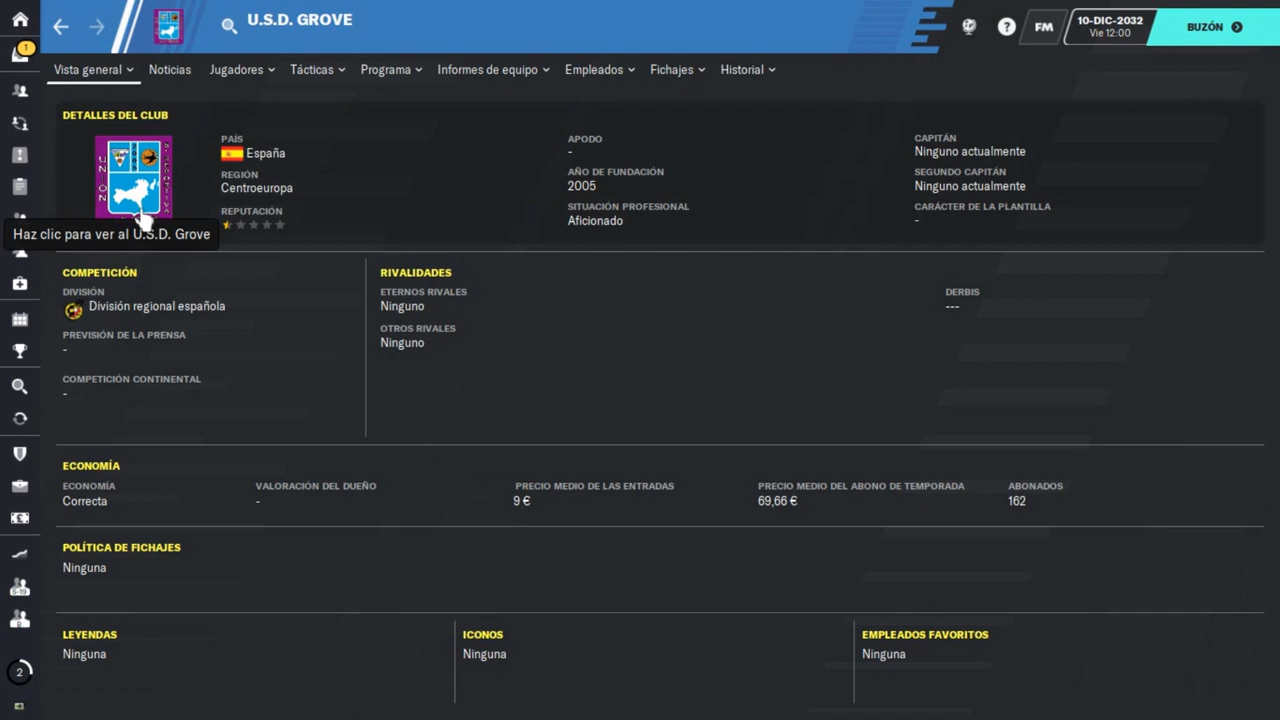 U.S.D. GROVE
1
?
FM
10-DIC-2032
Vie 12:00
BUZÓN
Vista general
Noticias
Jugadores
Tácticas
Programa
Informes de equipo
Empleados
Fichajes
Historial
DETALLES DEL CLUB
UNION
PAÍS
España
REGIÓN
Centroeuropa
REPUTACIÓN
APODO
-
AÑO DE FUNDACIÓN
2005
SITUACIÓN PROFESIONAL
Aficionado
CAPITÁN
Ninguno actualmente
SEGUNDO CAPITÁN
Ninguno actualmente
CARÁCTER DE LA PLANTILLA
-
Haz clic para ver al U.S.D. Grove
COMPETICIÓN
DIVISIÓN
División regional española
PREVISIÓN DE LA PRENSA
-
COMPETICIÓN CONTINENTAL
-
RIVALIDADES
ETERNOS RIVALES
Ninguno
OTROS RIVALES
Ninguno
DERBIS
---
ECONOMÍA
ECONOMÍA
Correcta
VALORACIÓN DEL DUEÑO
-
PRECIO MEDIO DE LAS ENTRADAS
9 €
PRECIO MEDIO DEL ABONO DE TEMPORADA
69,66 €
ABONADOS
162
POLÍTICA DE FICHAJES
Ninguna
LEYENDAS
Ninguna
ICONOS
Ninguna
EMPLEADOS FAVORITOS
Ninguna
S-19
2